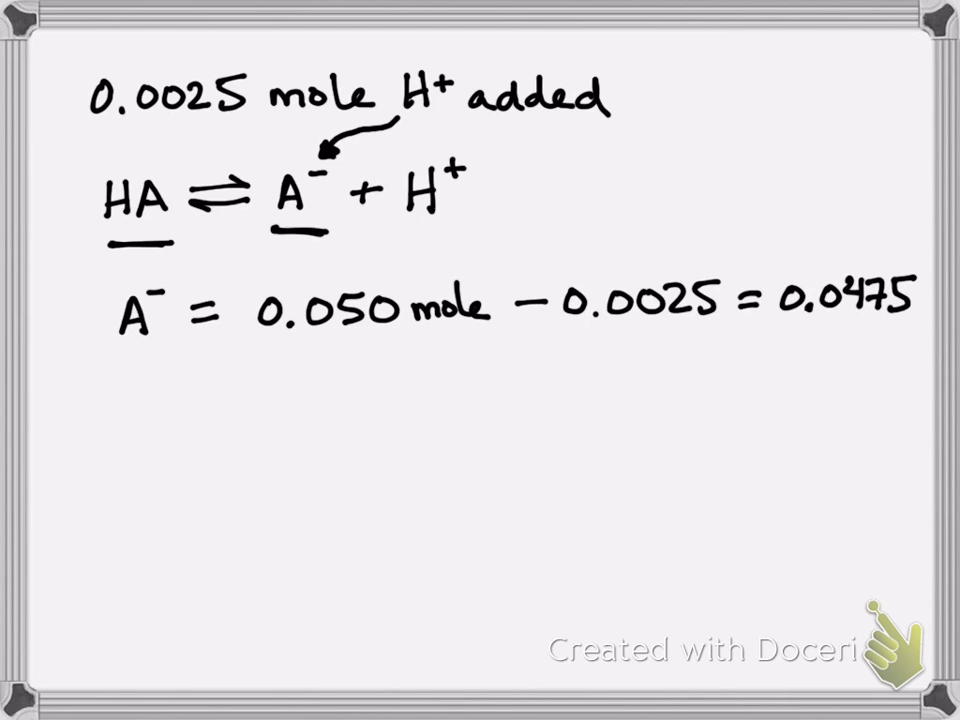 0.0025 mole H⁺ added
HA ⇌ A⁻ + H⁺
A⁻ = 0.050 mole − 0.0025 = 0.0475
Created with Doceri